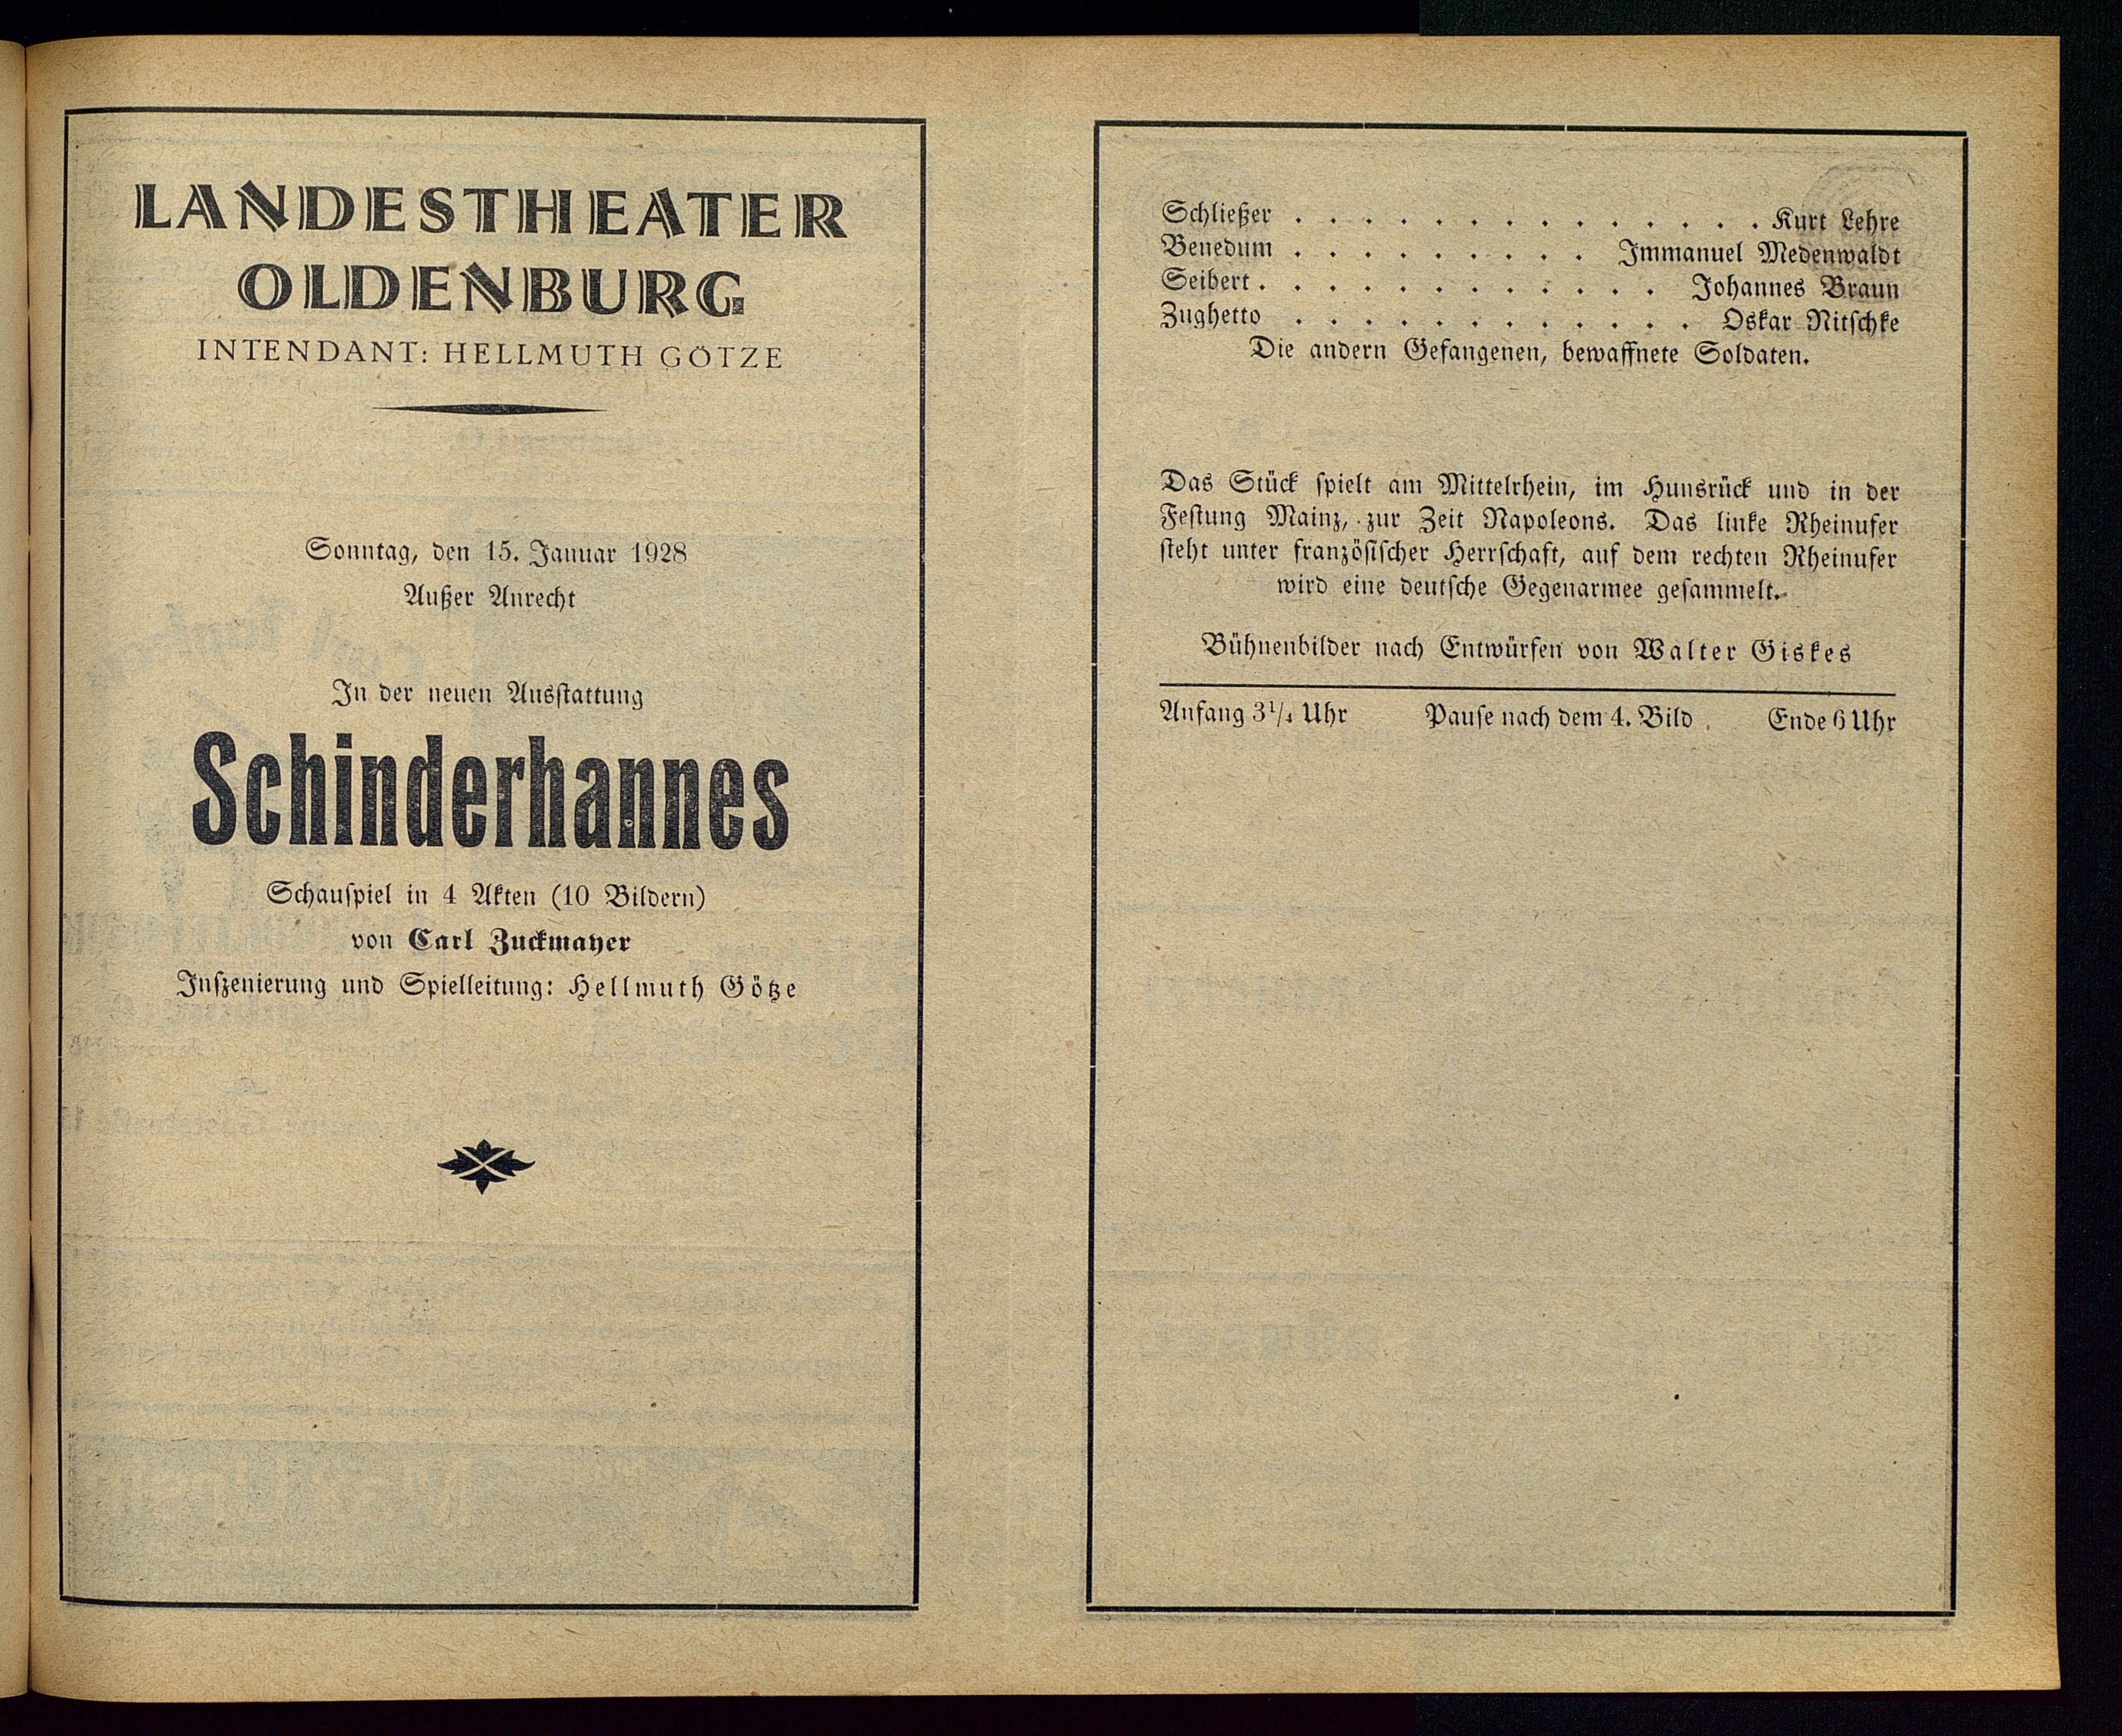 LANDESTHEATER
OLDENBURG
INTENDANT: HELLMUTH GÖTZE
Sonntag, den 15. Januar 1928
Außer Anrecht
In der neuen Ausstattung
Schinderhannes
Schauspiel in 4 Akten (10 Bildern)
von Carl Zuckmayer
Inszenierung und Spielleitung: Hellmuth Götze
Schließer . . . . . . . . . . . . . . Kurt Lehre
Benedum . . . . . . . . . Immanuel Medenwaldt
Seibert . . . . . . . . . . . . Johannes Braun
Zughetto . . . . . . . . . . . . Oskar Nitschke
Die andern Gefangenen, bewaffnete Soldaten.
Das Stück spielt am Mittelrhein, im Hunsrück und in der
Festung Mainz, zur Zeit Napoleons. Das linke Rheinufer
steht unter französischer Herrschaft, auf dem rechten Rheinufer
wird eine deutsche Gegenarmee gesammelt.
Bühnenbilder nach Entwürfen von Walter Giskes
Anfang 3¼ Uhr Pause nach dem 4. Bild Ende 6 Uhr